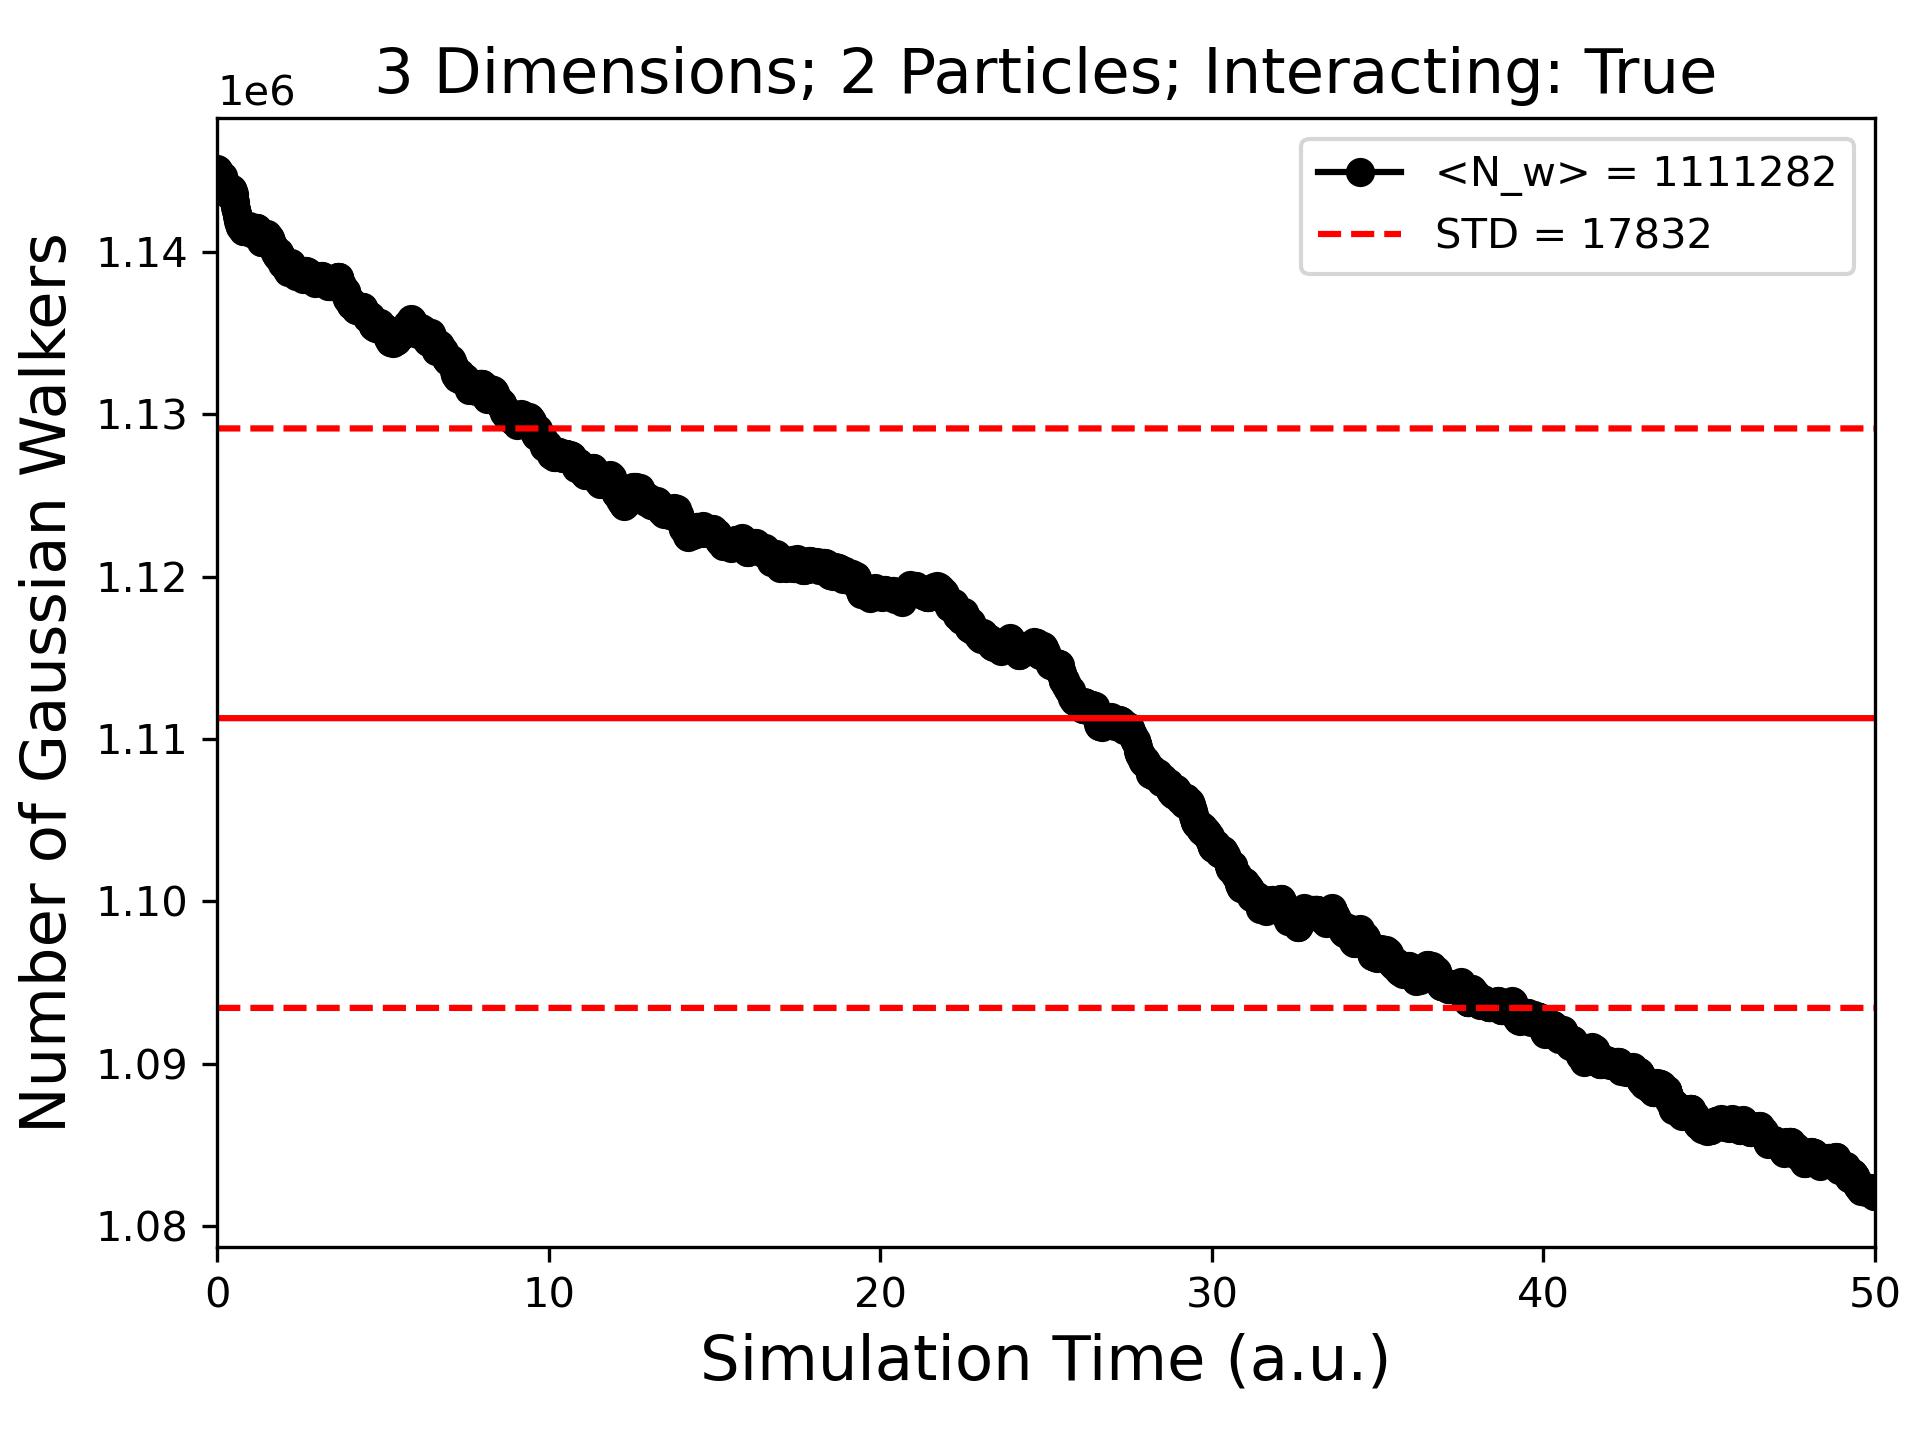 3 Dimensions; 2 Particles; Interacting: True
1e6
<N_w> = 1111282
STD = 17832
Number of Gaussian Walkers
1.14
1.13
1.12
1.11
1.10
1.09
1.08
0 10 20 30 40 50
Simulation Time (a.u.)